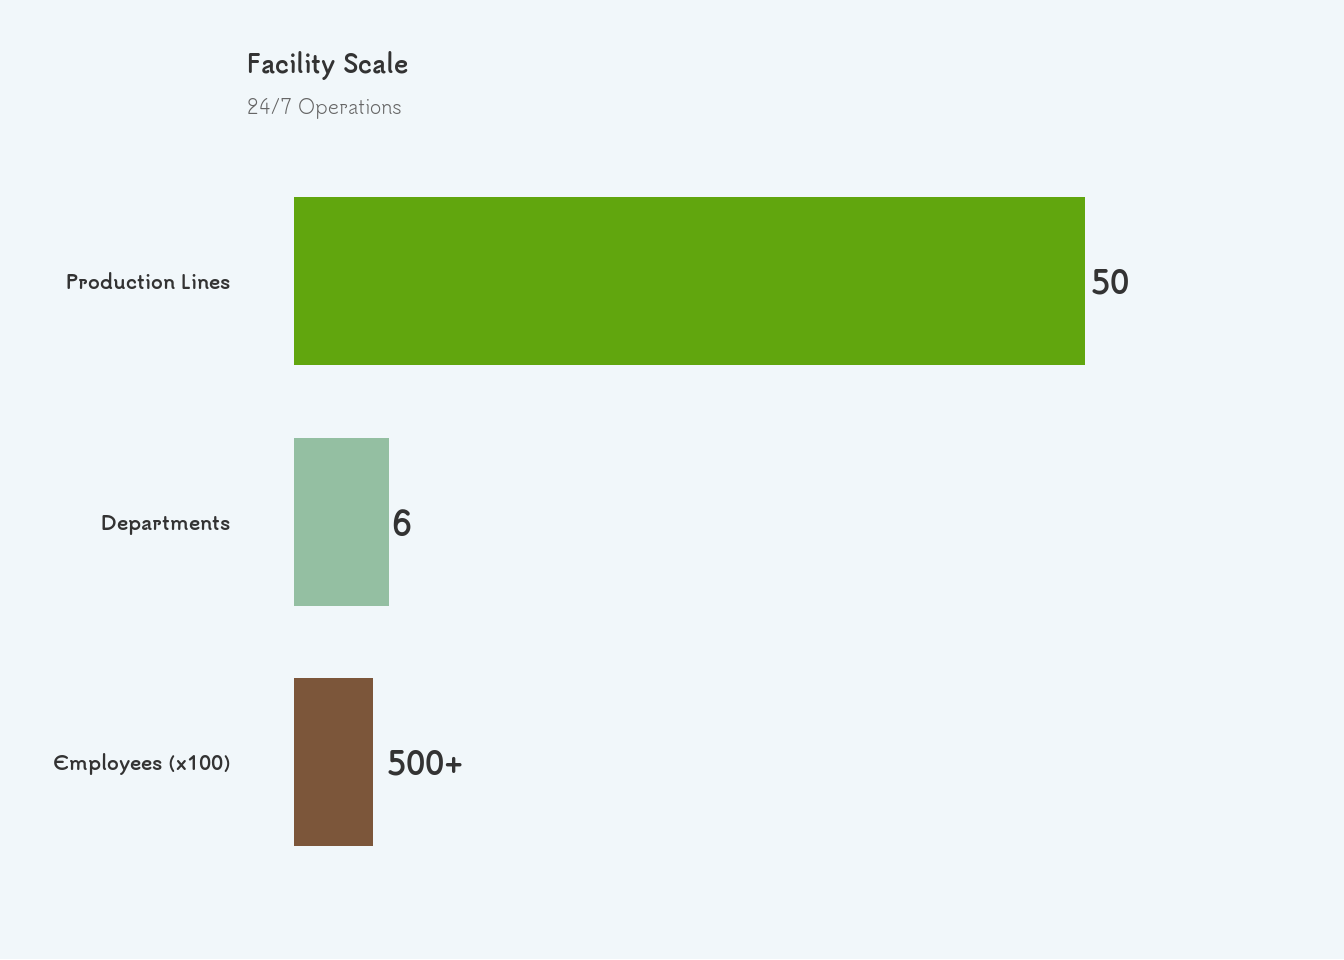 Facility Scale
24/7 Operations
Production Lines
50
Departments
6
Employees (x100)
500+